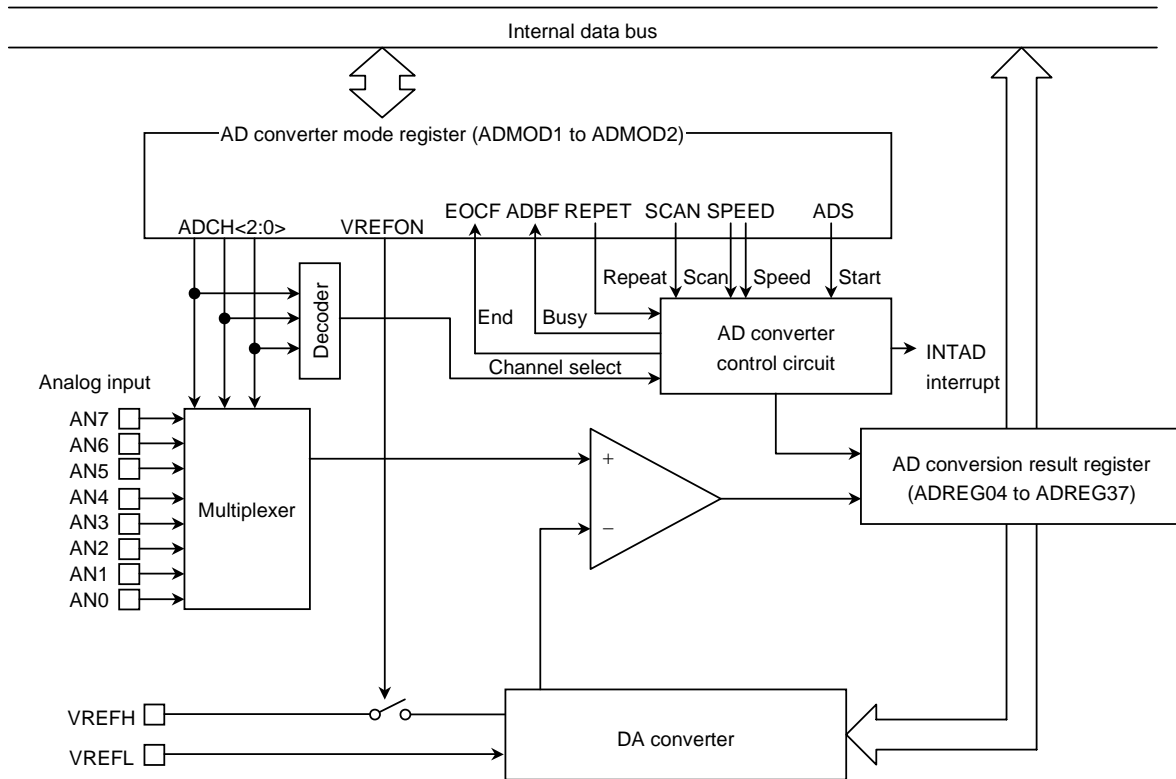 Internal data bus
AD converter mode register (ADMOD1 to ADMOD2)
EOCF ADBF REPET SCAN SPEED ADS
ADCH<2:0> VREFON
Repeat Scan Speed Start
Decoder
End Busy
AD converter
control circuit
INTAD
interrupt
Channel select
Analog input
AN7
AN6
AN5
AN4
AN3
AN2
AN1
AN0
Multiplexer
+
−
AD conversion result register
(ADREG04 to ADREG37)
VREFH
VREFL
DA converter